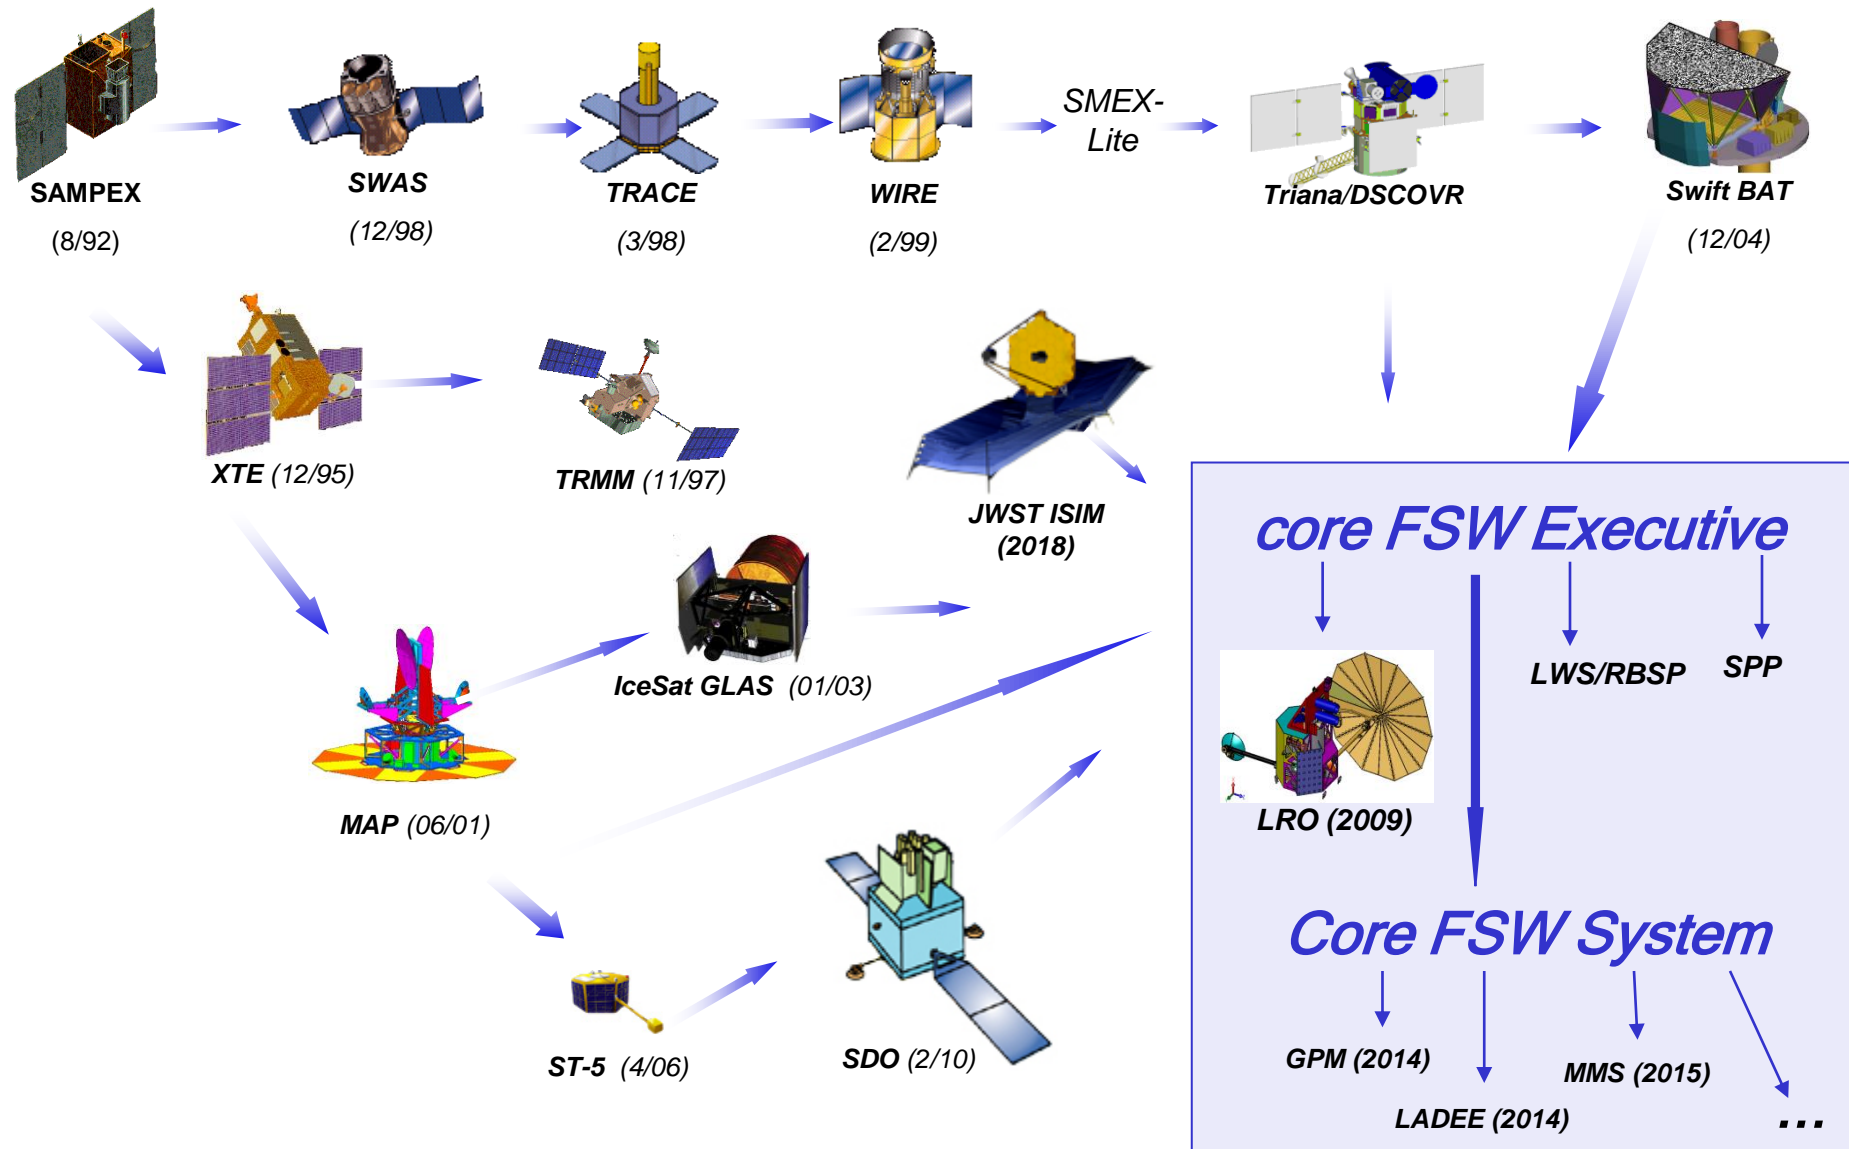 SAMPEX
(8/92)
SWAS
(12/98)
TRACE
(3/98)
WIRE
(2/99)
SMEX-
Lite
Triana/DSCOVR
Swift BAT
(12/04)
XTE (12/95)
TRMM (11/97)
JWST ISIM
(2018)
IceSat GLAS (01/03)
MAP (06/01)
ST-5 (4/06)
SDO (2/10)
core FSW Executive
LWS/RBSP
SPP
LRO (2009)
Core FSW System
GPM (2014)
MMS (2015)
LADEE (2014)
...